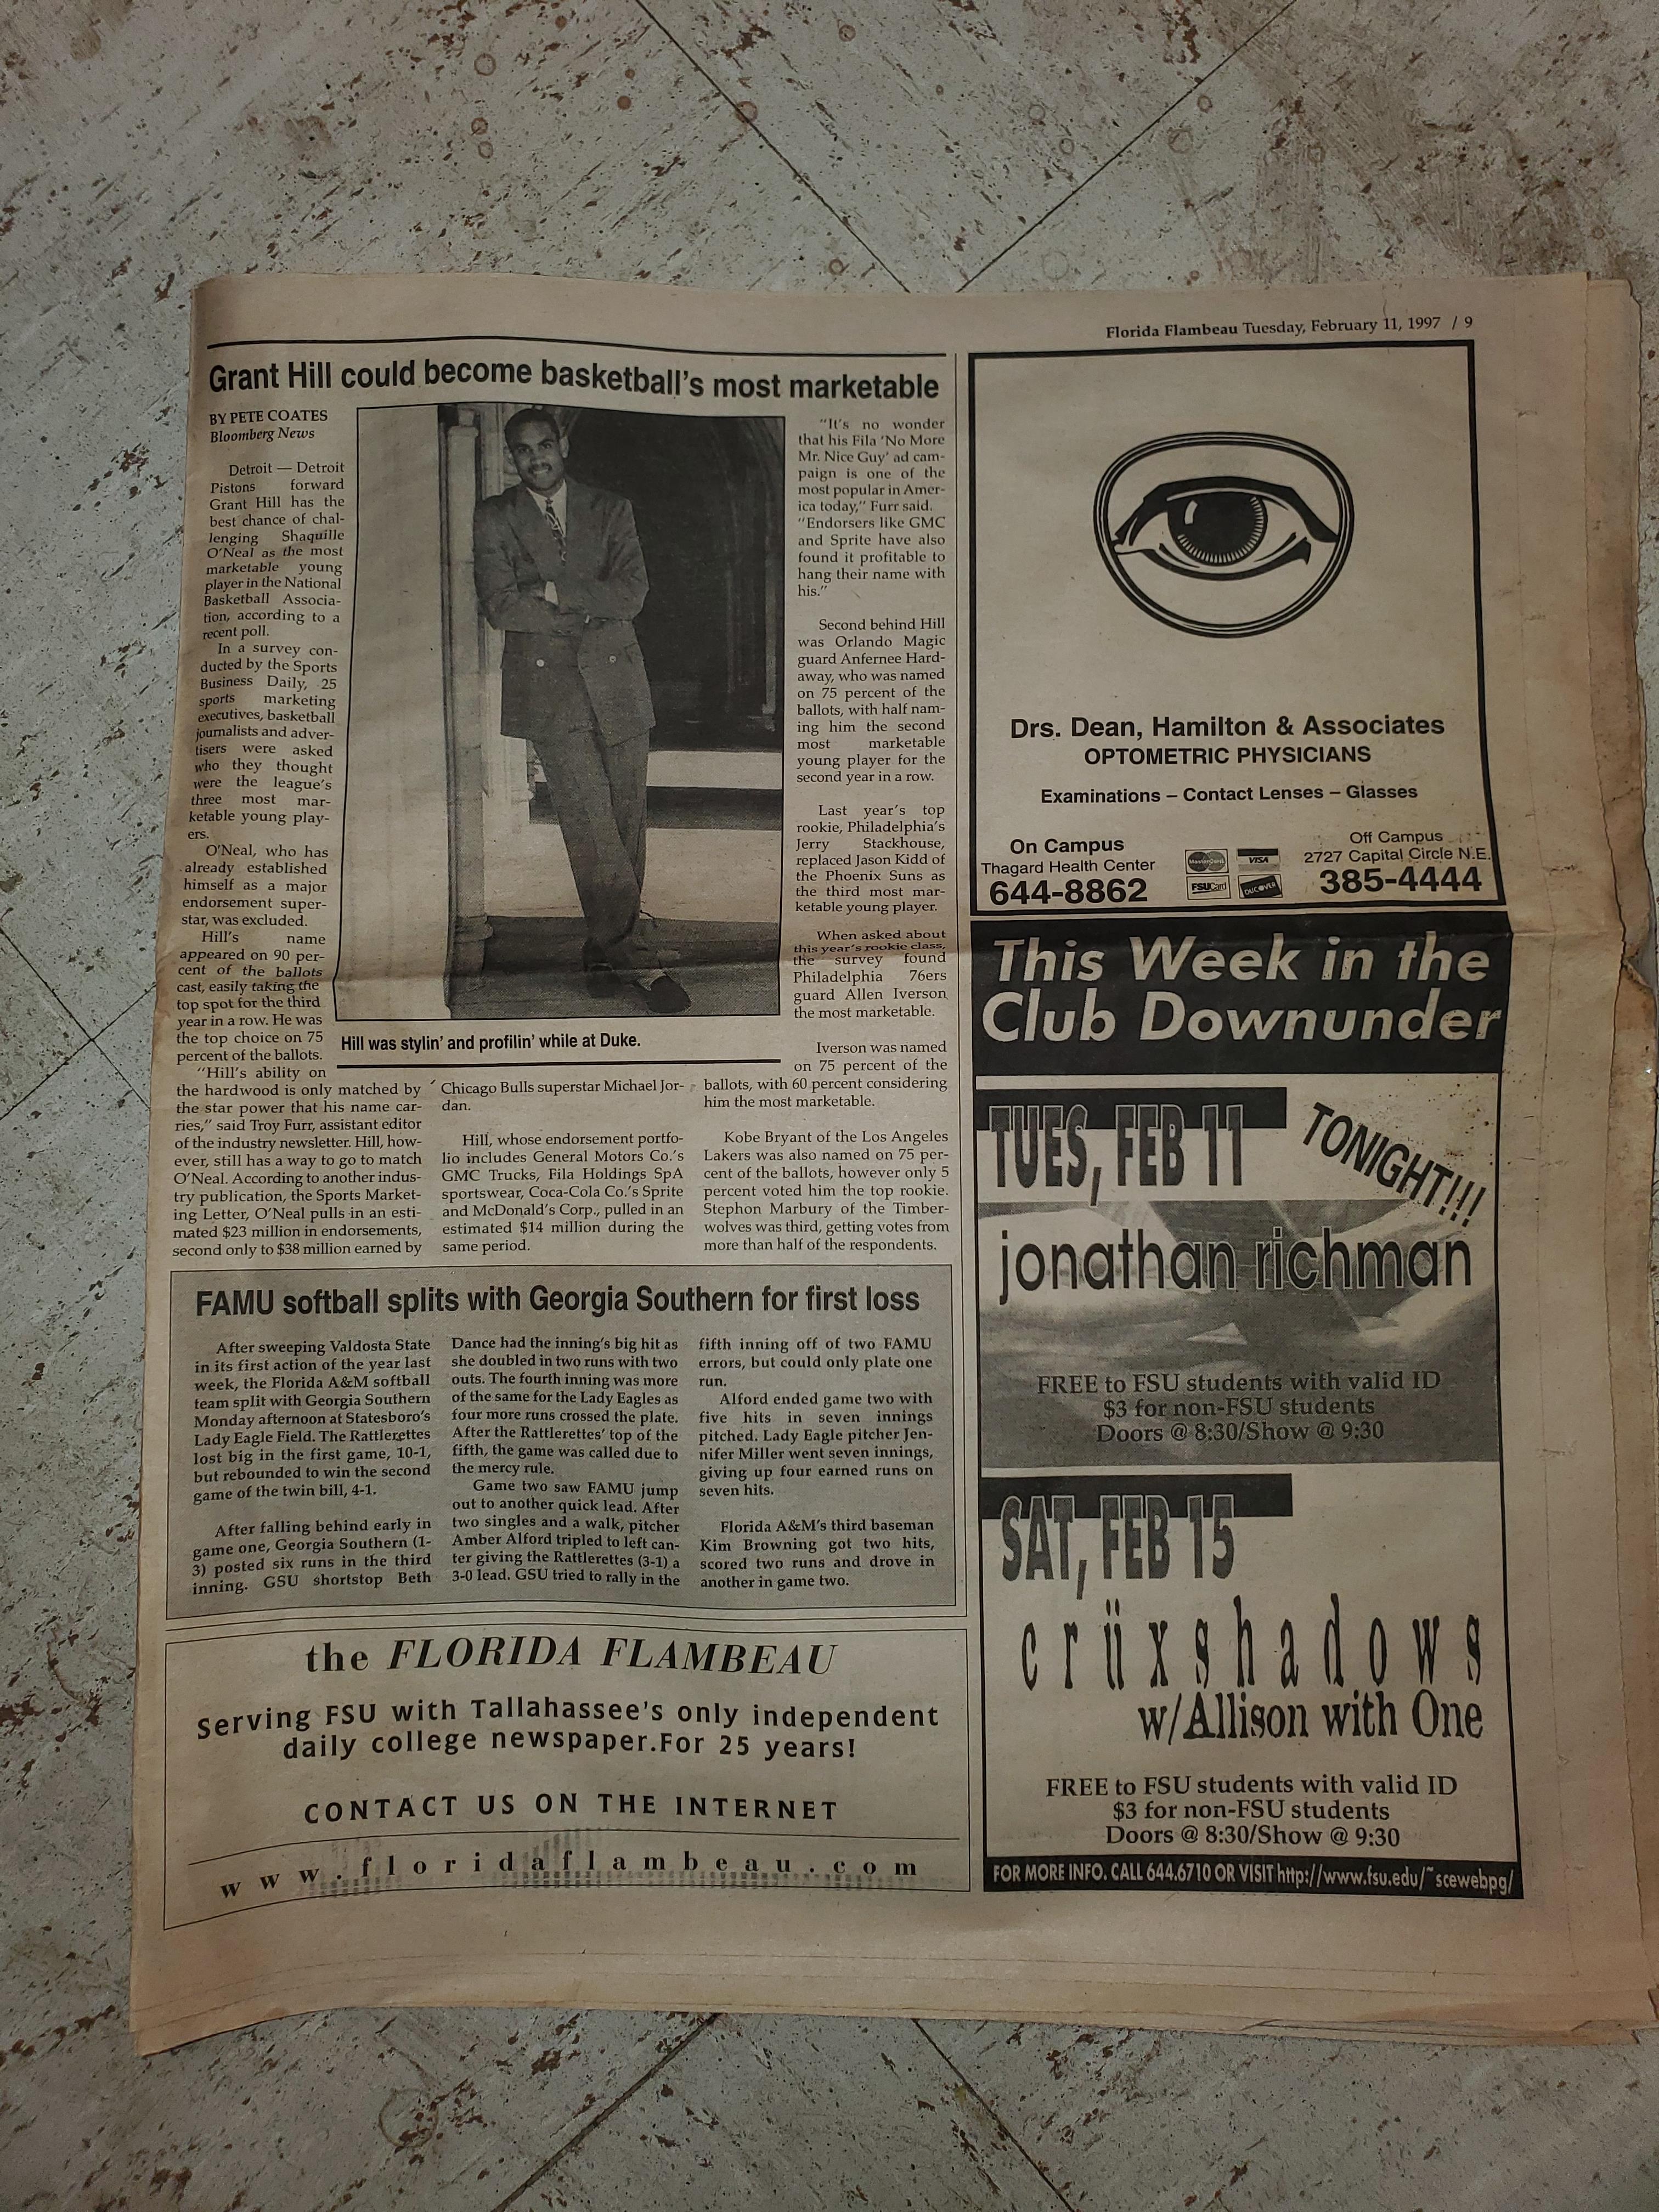 Florida Flambeau Tuesday, February 11, 1997 / 9
Grant Hill could become basketball's most marketable
BY PETE COATES
Bloomberg News
Detroit — Detroit
Pistons forward
Grant Hill has the
best chance of chal-
lenging Shaquille
O'Neal as the most
marketable young
player in the National
Basketball Associa-
tion, according to a
recent poll.
In a survey con-
ducted by the Sports
Business Daily, 25
sports marketing
executives, basketball
journalists and adver-
tisers were asked
who they thought
were the league's
three most mar-
ketable young play-
ers.
O'Neal, who has
already established
himself as a major
endorsement super-
star, was excluded.
Hill's name
appeared on 90 per-
cent of the ballots
cast, easily taking the
top spot for the third
year in a row. He was
the top choice on 75
percent of the ballots.
"Hill's ability on
the hardwood is only matched by
the star power that his name car-
ries," said Troy Furr, assistant editor
of the industry newsletter. Hill, how-
ever, still has a way to go to match
O'Neal. According to another indus-
try publication, the Sports Market-
ing Letter, O'Neal pulls in an esti-
mated $23 million in endorsements,
second only to $38 million earned by
Hill was stylin' and profilin' while at Duke.
Chicago Bulls superstar Michael Jor-
dan.
Hill, whose endorsement portfo-
lio includes General Motors Co.'s
GMC Trucks, Fila Holdings SpA
sportswear, Coca-Cola Co.'s Sprite
and McDonald's Corp., pulled in an
estimated $14 million during the
same period.
"It's no wonder
that his Fila 'No More
Mr. Nice Guy' ad cam-
paign is one of the
most popular in Amer-
ica today," Furr said.
"Endorsers like GMC
and Sprite have also
found it profitable to
hang their name with
his."
Second behind Hill
was Orlando Magic
guard Anfernee Hard-
away, who was named
on 75 percent of the
ballots, with half nam-
ing him the second
most marketable
young player for the
second year in a row.
Last year's top
rookie, Philadelphia's
Jerry Stackhouse,
replaced Jason Kidd of
the Phoenix Suns as
the third most mar-
ketable young player.
When asked about
this year's rookie class,
the survey found
Philadelphia 76ers
guard Allen Iverson
the most marketable.
Iverson was named
on 75 percent of the
ballots, with 60 percent considering
him the most marketable.
Kobe Bryant of the Los Angeles
Lakers was also named on 75 per-
cent of the ballots, however only 5
percent voted him the top rookie.
Stephon Marbury of the Timber-
wolves was third, getting votes from
more than half of the respondents.
FAMU softball splits with Georgia Southern for first loss
After sweeping Valdosta State
in its first action of the year last
week, the Florida A&M softball
team split with Georgia Southern
Monday afternoon at Statesboro's
Lady Eagle Field. The Rattlerettes
lost big in the first game, 10-1,
but rebounded to win the second
game of the twin bill, 4-1.
After falling behind early in
game one, Georgia Southern (1-
3) posted six runs in the third
inning. GSU shortstop Beth
Dance had the inning's big hit as
she doubled in two runs with two
outs. The fourth inning was more
of the same for the Lady Eagles as
four more runs crossed the plate.
After the Rattlerettes' top of the
fifth, the game was called due to
the mercy rule.
Game two saw FAMU jump
out to another quick lead. After
two singles and a walk, pitcher
Amber Alford tripled to left can-
ter giving the Rattlerettes (3-1) a
3-0 lead. GSU tried to rally in the
fifth inning off of two FAMU
errors, but could only plate one
run.
Alford ended game two with
five hits in seven innings
pitched. Lady Eagle pitcher Jen-
nifer Miller went seven innings,
giving up four earned runs on
seven hits.
Florida A&M's third baseman
Kim Browning got two hits,
scored two runs and drove in
another in game two.
the FLORIDA FLAMBEAU
Serving FSU with Tallahassee's only independent
daily college newspaper.For 25 years!
CONTACT US ON THE INTERNET
www.floridaflambeau.com
Drs. Dean, Hamilton & Associates
OPTOMETRIC PHYSICIANS
Examinations – Contact Lenses – Glasses
On Campus
Thagard Health Center
644-8862
MasterCard
VISA
FSUCard
DISCOVER
Off Campus
2727 Capital Circle N.E.
385-4444
This Week in the
Club Downunder
TUES, FEB 11
TONIGHT!!!
jonathan richman
FREE to FSU students with valid ID
$3 for non-FSU students
Doors @ 8:30/Show @ 9:30
SAT, FEB 15
crüxshadows
w/Allison with One
FREE to FSU students with valid ID
$3 for non-FSU students
Doors @ 8:30/Show @ 9:30
FOR MORE INFO. CALL 644.6710 OR VISIT http://www.fsu.edu/~scewebpg/